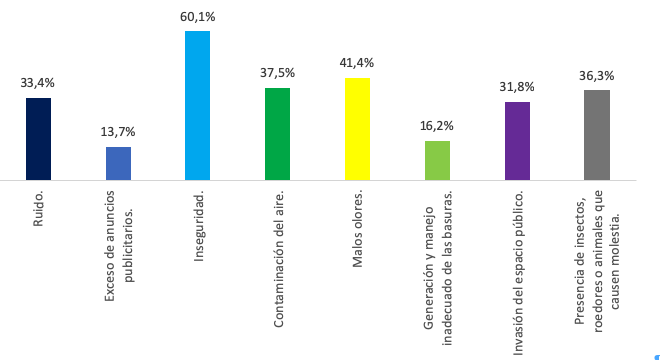 33,4%
13,7%
60,1%
37,5%
41,4%
16,2%
31,8%
36,3%
Ruido.
Exceso de anuncios
publicitarios.
Inseguridad.
Contaminación del aire.
Malos olores.
Generación y manejo
inadecuado de las basuras.
Invasión del espacio público.
Presencia de insectos,
roedores o animales que
causen molestia.